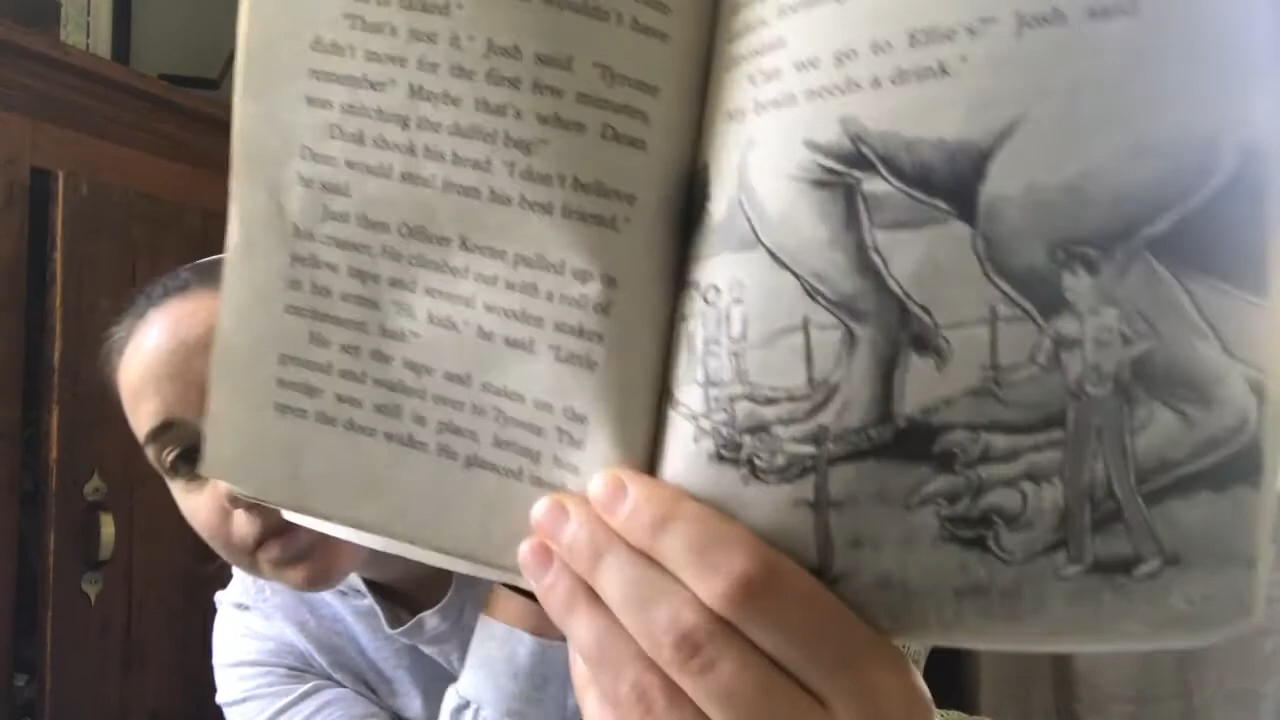 it talked."
wouldn't have
"That's just it," Josh said. "Tyrone
didn't move for the first few minutes,
remember? Maybe that's when Dean
was snitching the duffel bag."
Dink shook his head. "I don't believe
Dean would steal from his best friend,"
he said.
Just then Officer Keene pulled up in
his cruiser. He climbed out with a roll of
yellow tape and several wooden stakes
in his arms. "Hi, kids," he said. "Little
excitement, huh?"
He set the tape and stakes on the
ground and walked over to Tyrone. The
wedge was still in place, letting him
open the door wider. He glanced
"Can we go to Ellie's?" Josh said
"My brain needs a drink."